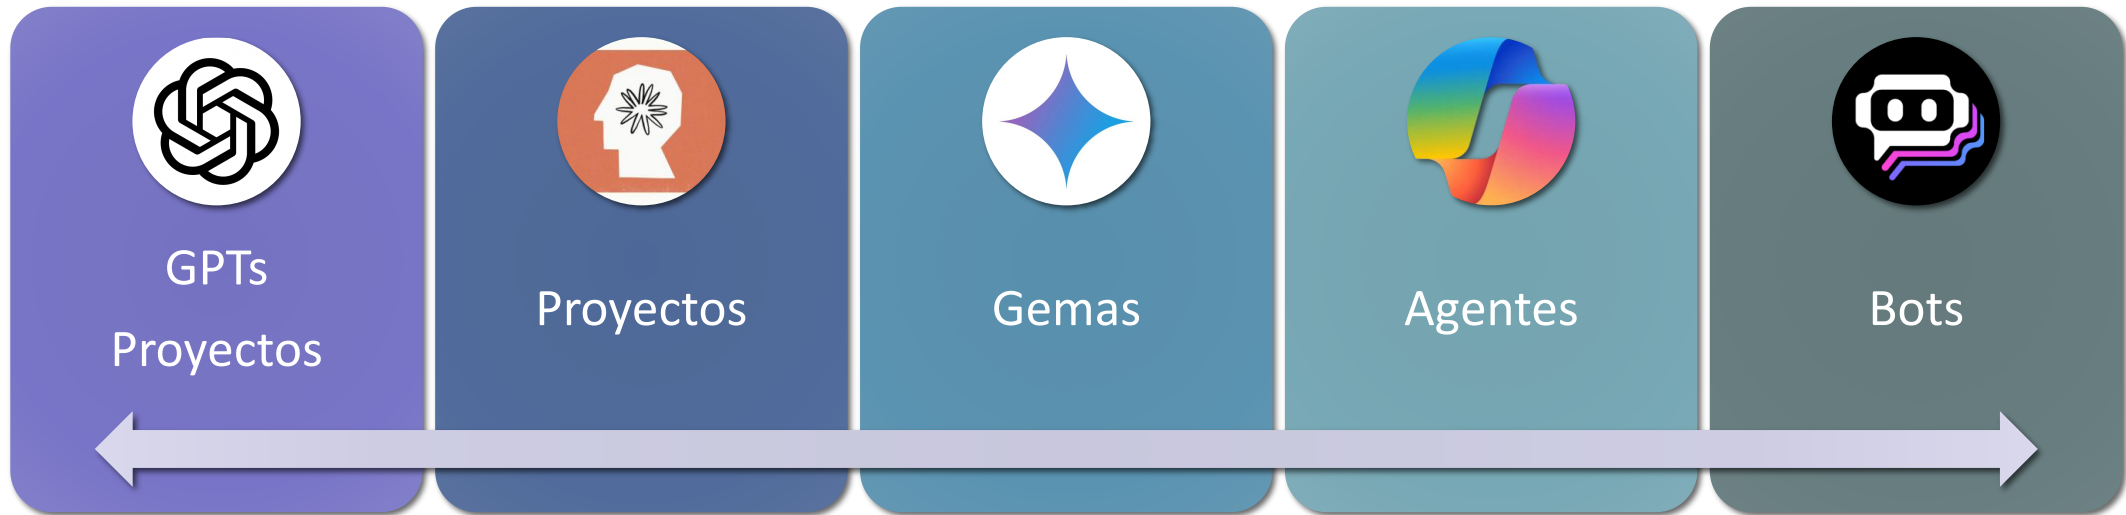 GPTs
Proyectos
Proyectos
Gemas
Agentes
Bots